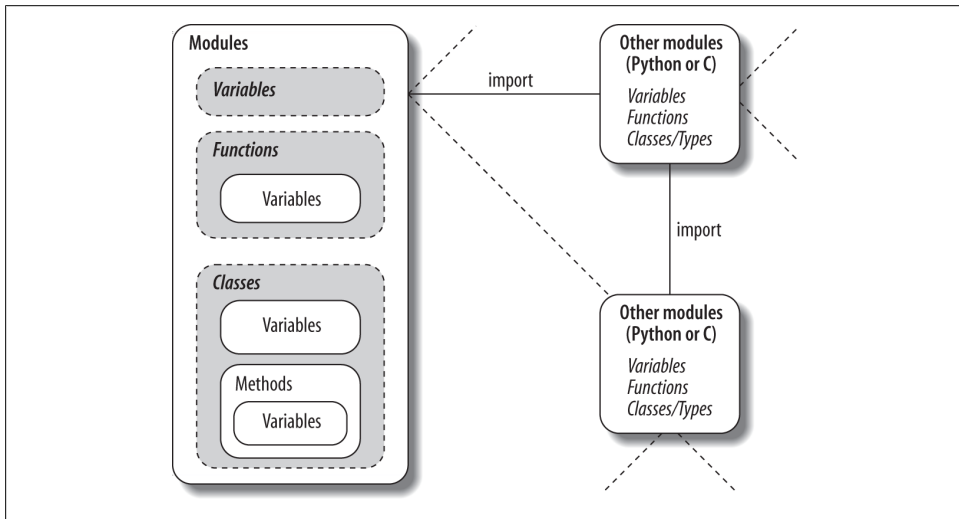 Modules
Variables
Functions
Variables
Classes
Variables
Methods
Variables
import
Other modules
(Python or C)
Variables
Functions
Classes/Types
import
Other modules
(Python or C)
Variables
Functions
Classes/Types